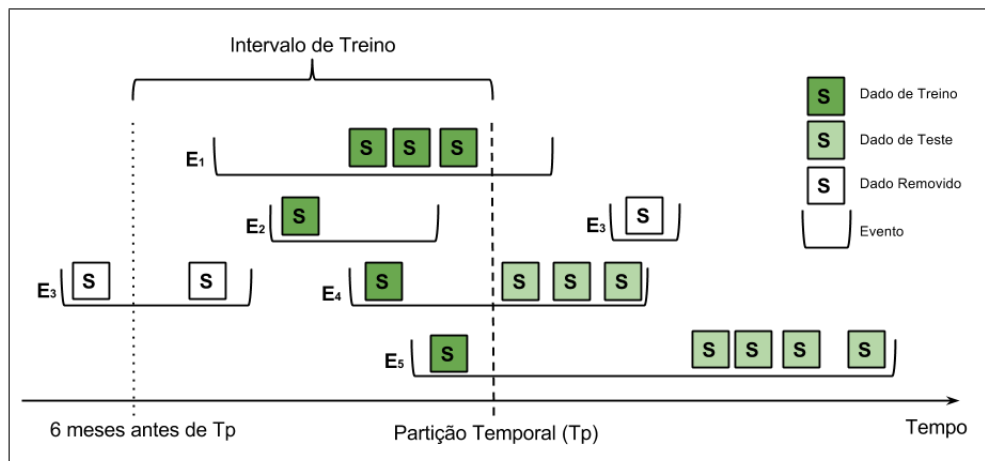 Intervalo de Treino
S Dado de Treino
S Dado de Teste
S Dado Removido
Evento
E1 S S S
E2 S
E3 S
E3 S S
E4 S S S S
E5 S S S S S
6 meses antes de Tp
Partição Temporal (Tp)
Tempo